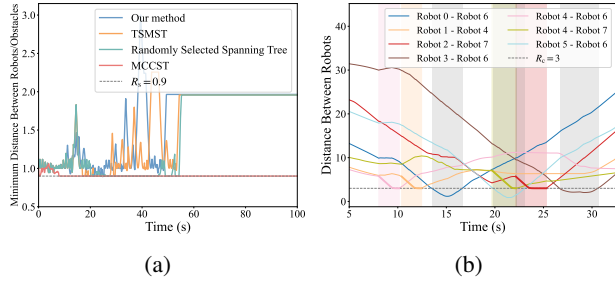 Minimum Distance Between Robots/Obstacles
3.0
2.5
2.0
1.5
1.0
0.5
Our method
TSMST
Randomly Selected Spanning Tree
MCCST
R_s = 0.9
0 20 40 60 80 100
Time (s)
(a)
Distance Between Robots
40
30
20
10
0
Robot 0 - Robot 6 Robot 4 - Robot 6
Robot 1 - Robot 4 Robot 4 - Robot 7
Robot 2 - Robot 7 Robot 5 - Robot 6
Robot 3 - Robot 6 R_c = 3
5 10 15 20 25 30
Time (s)
(b)